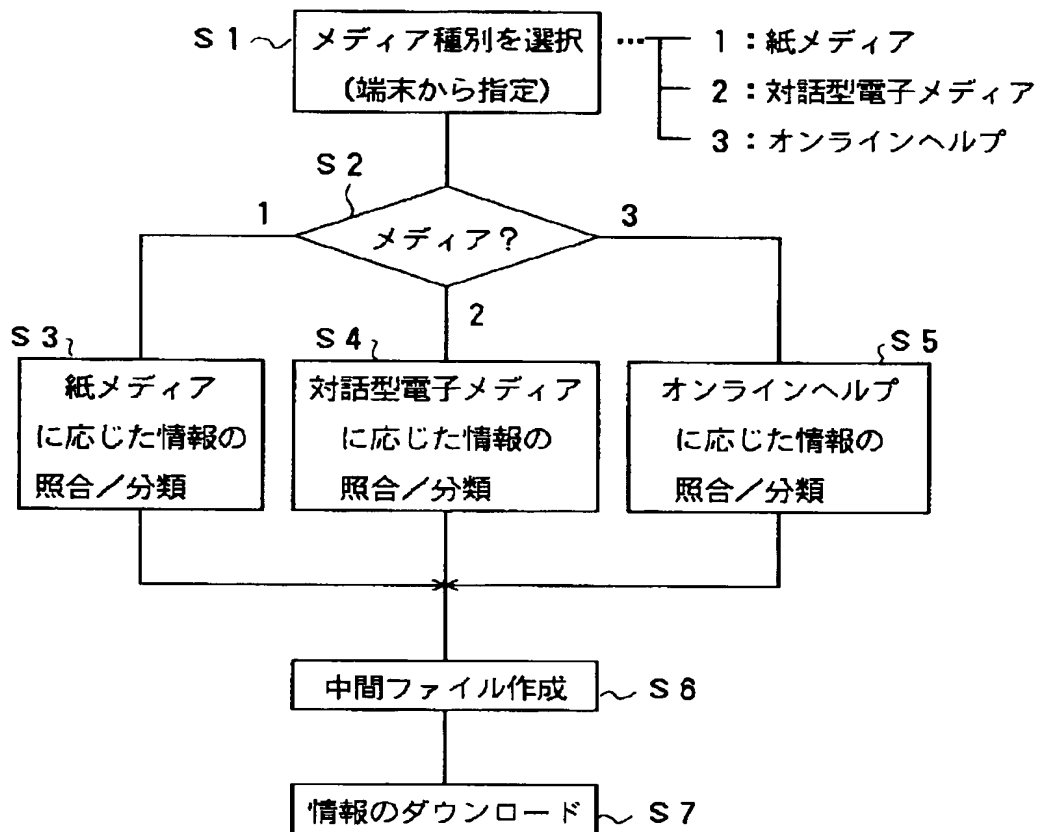 S1 メディア種別を選択 … 1：紙メディア
(端末から指定) 2：対話型電子メディア
3：オンラインヘルプ
S2
1 メディア？ 3
2
S3 S4 S5
紙メディア
に応じた情報の
照合／分類
対話型電子メディア
に応じた情報の
照合／分類
オンラインヘルプ
に応じた情報の
照合／分類
中間ファイル作成 S6
情報のダウンロード S7